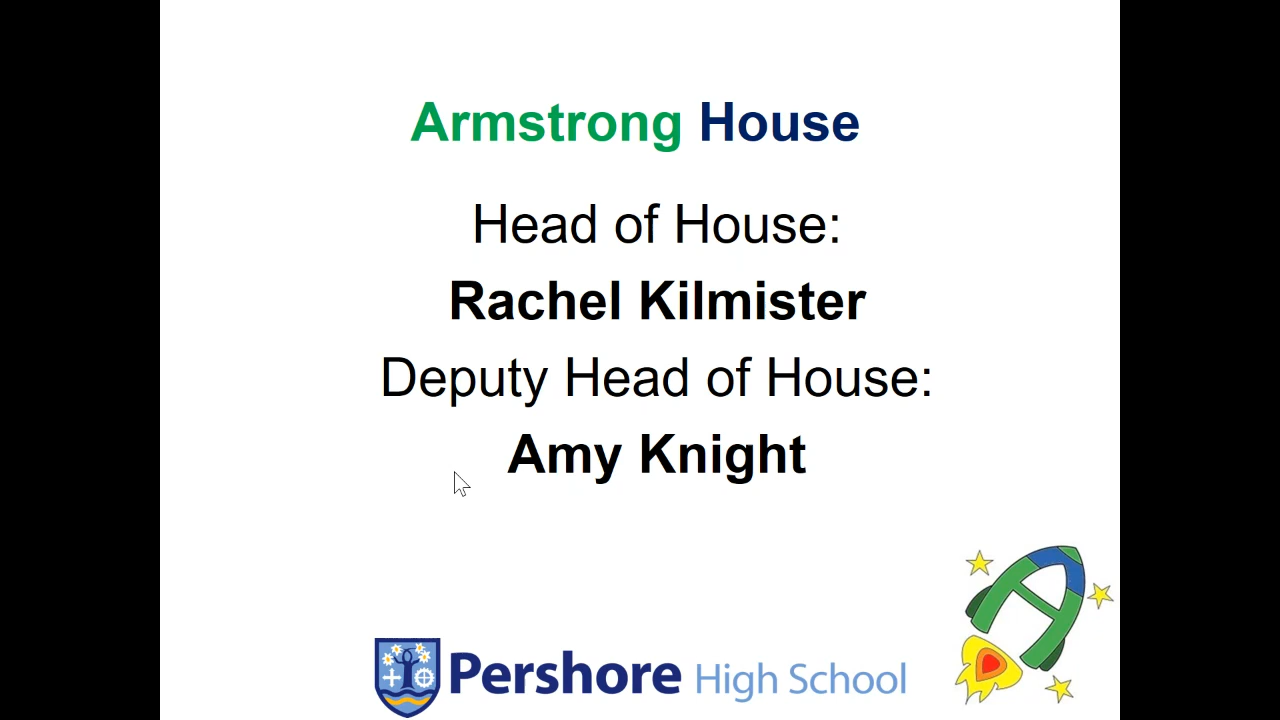 Armstrong House
Head of House:
Rachel Kilmister
Deputy Head of House:
Amy Knight
A
Pershore High School